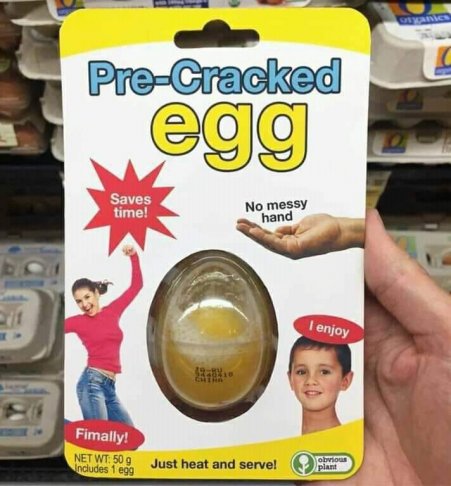 organics
Pre-Cracked
egg
Saves
time!
No messy
hand
I enjoy
CHINA
Fimally!
NET WT: 50 g
Includes 1 egg
Just heat and serve!
obvious
plant